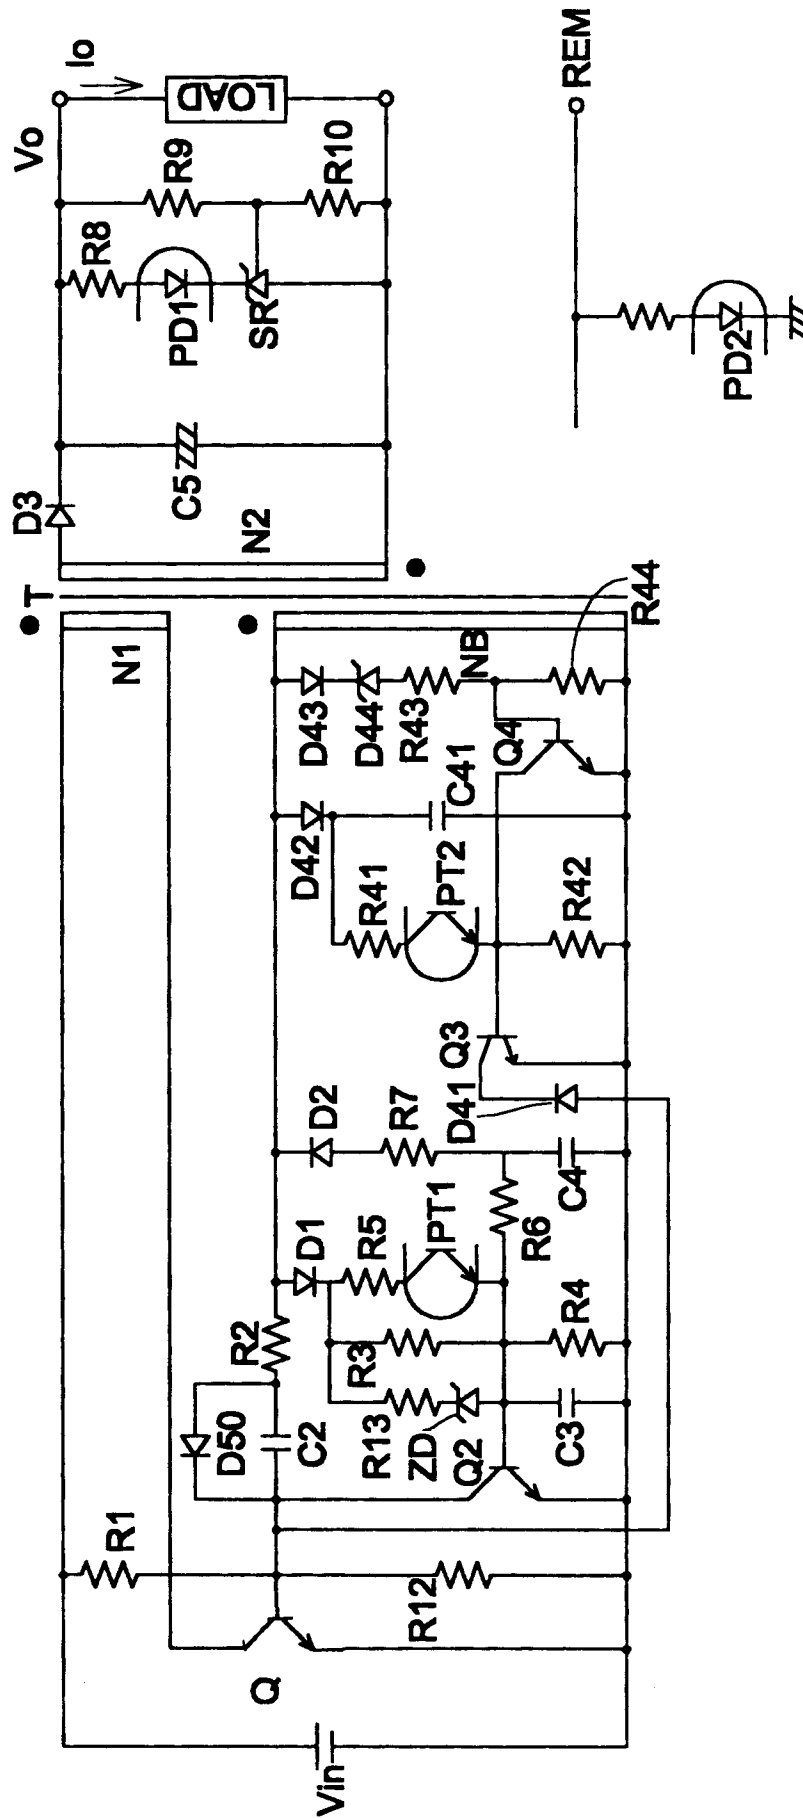 Vin
Q
R1
R12
D50
C2
R2
Q2
ZD
R13
R3
C3
R4
D1
R5
PT1
R6
D2
R7
C4
D41
Q3
R41
PT2
R42
D42
C41
Q4
D43
D44
R43
NB
R44
N1
T
N2
D3
C5
R8
PD1
SR
R9
R10
Vo
Io
LOAD
REM
PD2